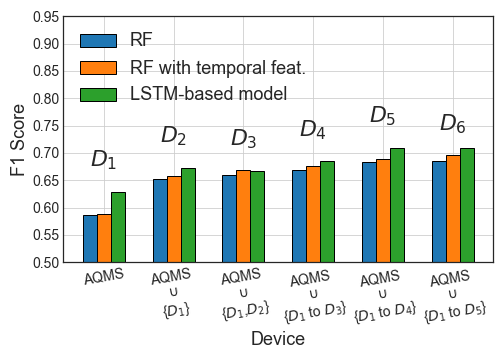 0.95
0.90
0.85
0.80
0.75
0.70
0.65
0.60
0.55
0.50
F1 Score
RF
RF with temporal feat.
LSTM-based model
D₁
D₂
D₃
D₄
D₅
D₆
AQMS
AQMS
∪
{D₁}
AQMS
∪
{D₁,D₂}
AQMS
∪
{D₁ to D₃}
AQMS
∪
{D₁ to D₄}
AQMS
∪
{D₁ to D₅}
Device